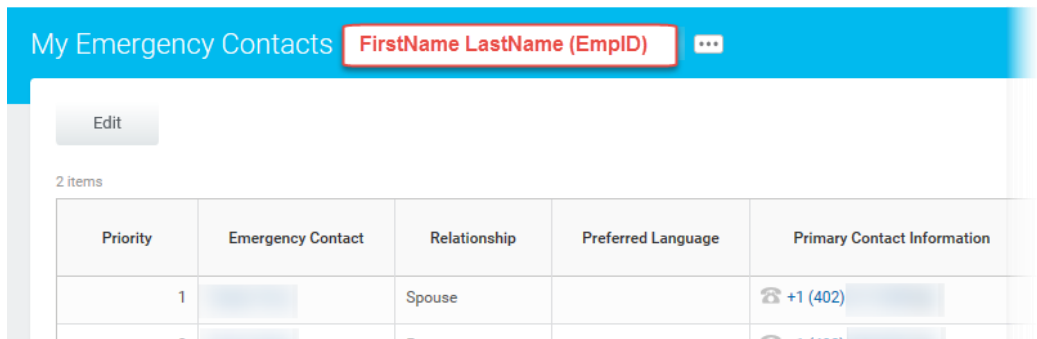 My Emergency Contacts FirstName LastName (EmpID)
Edit
2 items
Priority Emergency Contact Relationship Preferred Language Primary Contact Information
1 Spouse +1 (402)